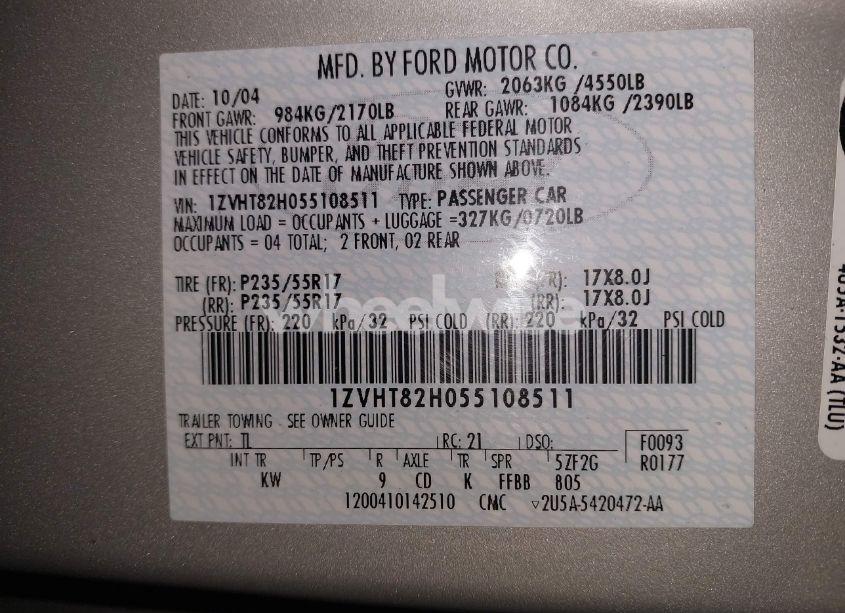 MFD. BY FORD MOTOR CO.
DATE: 10/04 GVWR: 2063KG /4550LB
FRONT GAWR: 984KG/2170LB REAR GAWR: 1084KG /2390LB
THIS VEHICLE CONFORMS TO ALL APPLICABLE FEDERAL MOTOR
VEHICLE SAFETY, BUMPER, AND THEFT PREVENTION STANDARDS
IN EFFECT ON THE DATE OF MANUFACTURE SHOWN ABOVE.
VIN: 1ZVHT82H055108511 TYPE: PASSENGER CAR
MAXIMUM LOAD = OCCUPANTS + LUGGAGE =327KG/0720LB
OCCUPANTS = 04 TOTAL; 2 FRONT, 02 REAR
TIRE (FR): P235/55R17 17X8.0J
(RR): P235/55R17 (RR): 17X8.0J
PRESSURE (FR): 220 kPa/32 PSI COLD (RR): 220 kPa/32 PSI COLD
1ZVHT82H055108511
TRAILER TOWING - SEE OWNER GUIDE
EXT PNT: TL RC: 21 DSO: F0093
INT TR TP/PS R AXLE TR SPR 5ZF2G R0177
KW 9 CD K FFBB 805
1200410142510 CMC ▽2U5A-5420472-AA